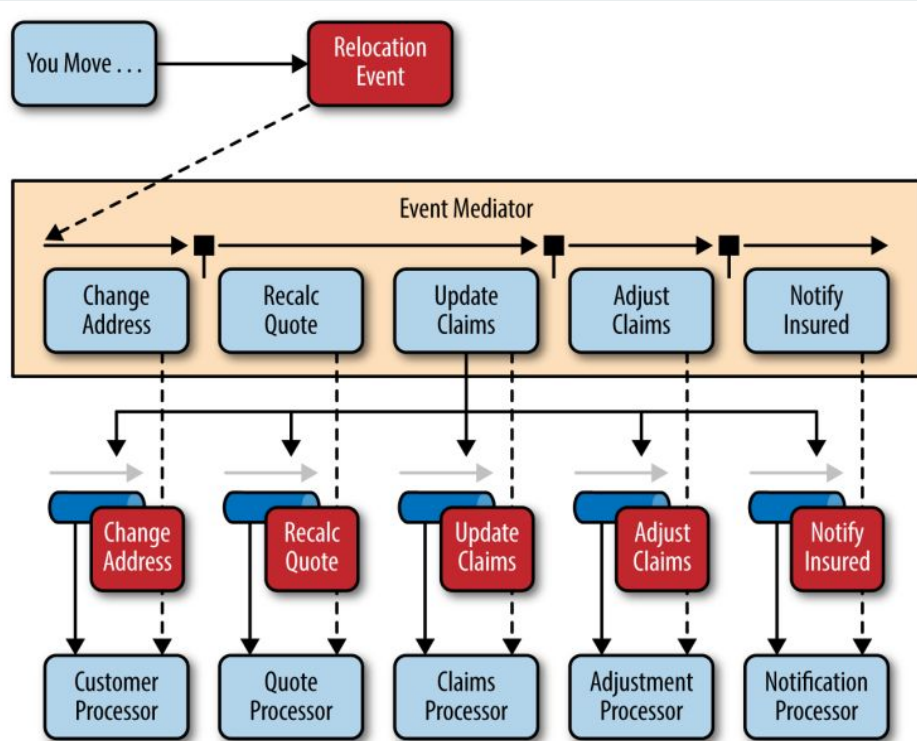 You Move . . .
Relocation
Event
Event Mediator
Change
Address
Recalc
Quote
Update
Claims
Adjust
Claims
Notify
Insured
Change
Address
Recalc
Quote
Update
Claims
Adjust
Claims
Notify
Insured
Customer
Processor
Quote
Processor
Claims
Processor
Adjustment
Processor
Notification
Processor